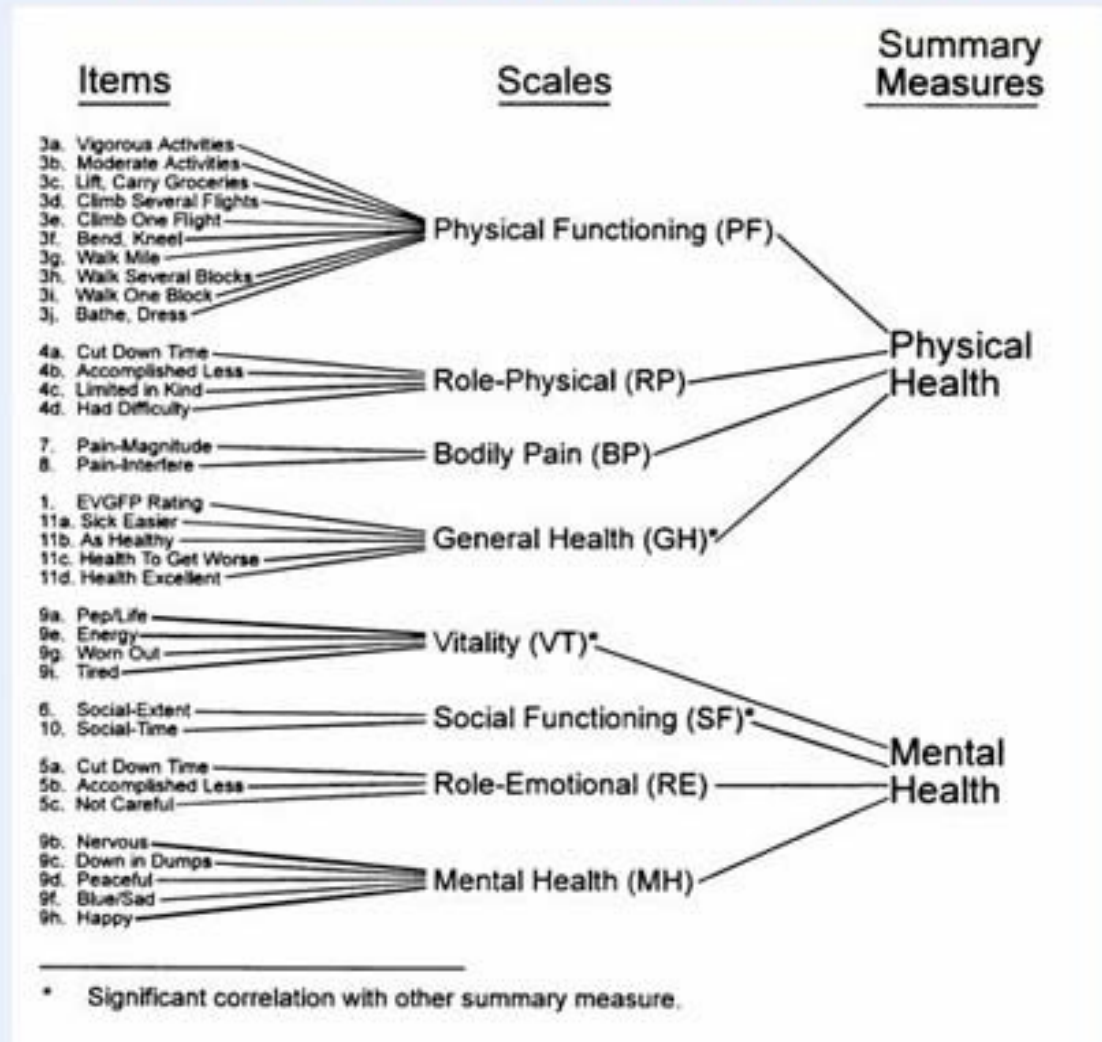 Items
Scales
Summary
Measures
3a. Vigorous Activities
3b. Moderate Activities
3c. Lift, Carry Groceries
3d. Climb Several Flights
3e. Climb One Flight
3f. Bend, Kneel
3g. Walk Mile
3h. Walk Several Blocks
3i. Walk One Block
3j. Bathe, Dress
Physical Functioning (PF)
4a. Cut Down Time
4b. Accomplished Less
4c. Limited in Kind
4d. Had Difficulty
Role-Physical (RP)
Physical
Health
7. Pain-Magnitude
8. Pain-Interfere
Bodily Pain (BP)
1. EVGFP Rating
11a. Sick Easier
11b. As Healthy
11c. Health To Get Worse
11d. Health Excellent
General Health (GH)*
9a. Pep/Life
9e. Energy
9g. Worn Out
9i. Tired
Vitality (VT)*
6. Social-Extent
10. Social-Time
Social Functioning (SF)*
5a. Cut Down Time
5b. Accomplished Less
5c. Not Careful
Role-Emotional (RE)
Mental
Health
9b. Nervous
9c. Down in Dumps
9d. Peaceful
9f. Blue/Sad
9h. Happy
Mental Health (MH)
* Significant correlation with other summary measure.